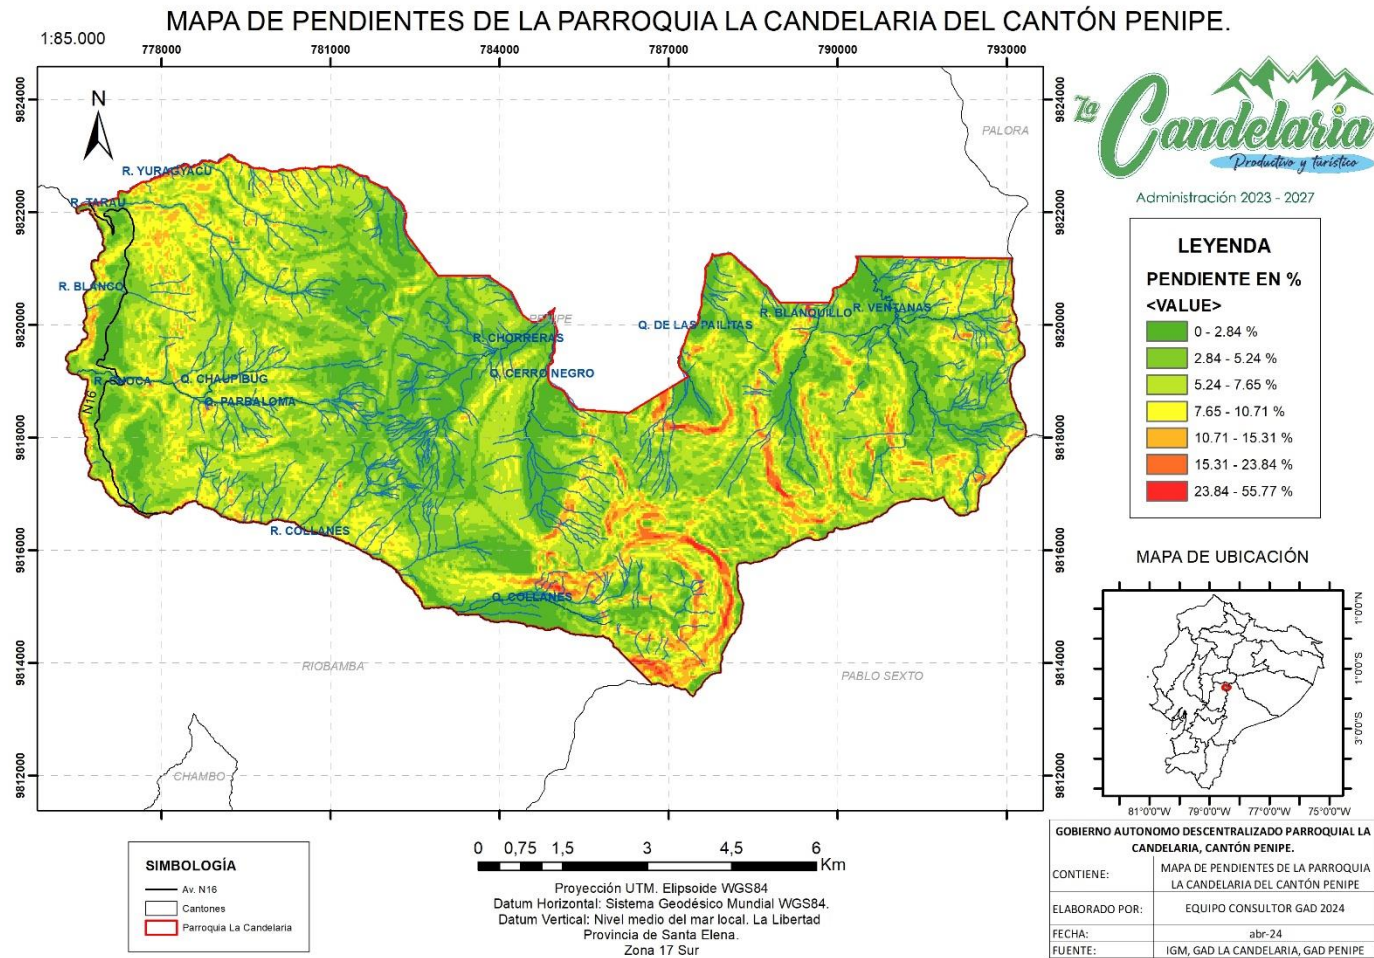 MAPA DE PENDIENTES DE LA PARROQUIA LA CANDELARIA DEL CANTÓN PENIPE.
1:85.000
778000 781000 784000 787000 790000 793000
9824000
9822000
9820000
9818000
9816000
9814000
9812000
9824000
9822000
9820000
9818000
9816000
9814000
9812000
N
PALORA
R. YURAGYACU
R. TARAU
R. BLANCO
PENIPE
R. CHORRERAS
Q. DE LAS PAILITAS
R. BLANQUILLO
R. VENTANAS
Q. CHAUPIBUG
Q. CERRO NEGRO
N16
Q. PARBALOMA
R. COLLANES
Q. COLLANES
RIOBAMBA
PABLO SEXTO
CHAMBO
La
Candelaria
Productivo y turístico
Administración 2023 - 2027
LEYENDA
PENDIENTE EN %
<VALUE>
0 - 2.84 %
2.84 - 5.24 %
5.24 - 7.65 %
7.65 - 10.71 %
10.71 - 15.31 %
15.31 - 23.84 %
23.84 - 55.77 %
MAPA DE UBICACIÓN
1°0'0"N
1°0'0"S
3°0'0"S
81°0'0"W 79°0'0"W 77°0'0"W 75°0'0"W
SIMBOLOGÍA
Av. N16
Cantones
Parroquia La Candelaria
0 0,75 1,5 3 4,5 6
Km
Proyección UTM. Elipsoide WGS84
Datum Horizontal: Sistema Geodésico Mundial WGS84.
Datum Vertical: Nivel medio del mar local. La Libertad
Provincia de Santa Elena.
Zona 17 Sur
GOBIERNO AUTONOMO DESCENTRALIZADO PARROQUIAL LA
CANDELARIA, CANTÓN PENIPE.
CONTIENE: MAPA DE PENDIENTES DE LA PARROQUIA
LA CANDELARIA DEL CANTÓN PENIPE
ELABORADO POR: EQUIPO CONSULTOR GAD 2024
FECHA: abr-24
FUENTE: IGM, GAD LA CANDELARIA, GAD PENIPE